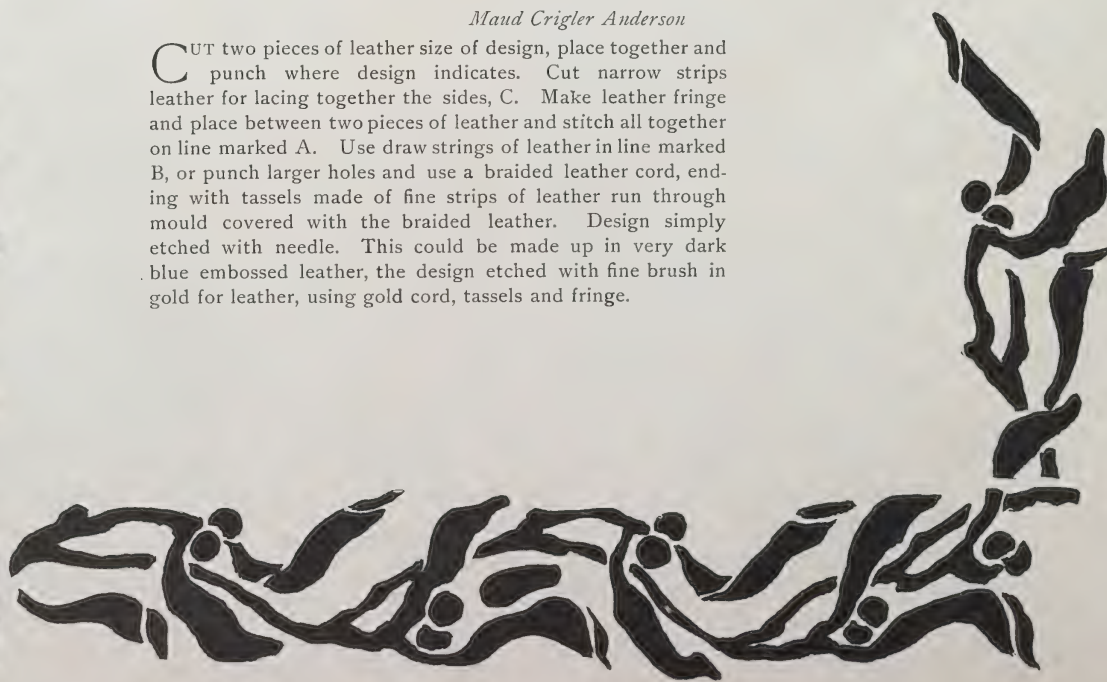 Maud Crigler Anderson
CUT two pieces of leather size of design, place together and
punch where design indicates. Cut narrow strips
leather for lacing together the sides, C. Make leather fringe
and place between two pieces of leather and stitch all together
on line marked A. Use draw strings of leather in line marked
B, or punch larger holes and use a braided leather cord, end-
ing with tassels made of fine strips of leather run through
mould covered with the braided leather. Design simply
etched with needle. This could be made up in very dark
blue embossed leather, the design etched with fine brush in
gold for leather, using gold cord, tassels and fringe.